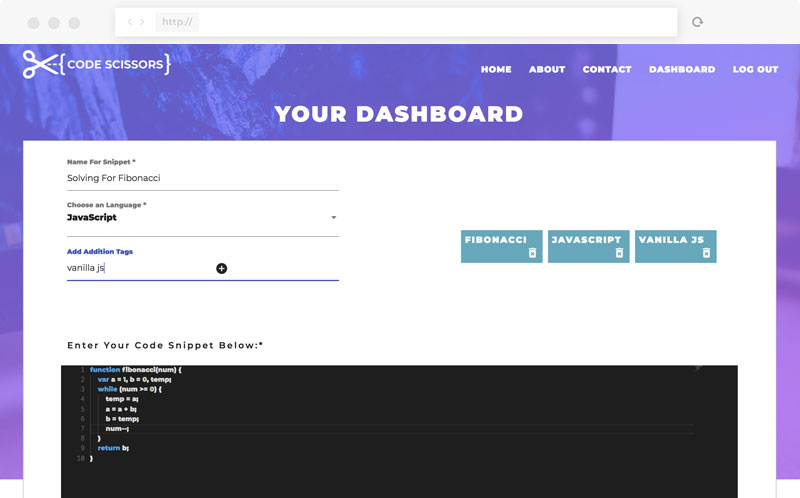 http://
{CODE SCISSORS}
HOME ABOUT CONTACT DASHBOARD LOG OUT
YOUR DASHBOARD
Name For Snippet *
Solving For Fibonacci
Choose an Language *
JavaScript
Add Addition Tags
vanilla js
FIBONACCI JAVASCRIPT VANILLA JS
Enter Your Code Snippet Below:*
1 function fibonacci(num) {
2 var a = 1, b = 0, temp;
3 while (num >= 0) {
4 temp = a;
5 a = a + b;
6 b = temp;
7 num--;
8 }
9 return b;
10 }